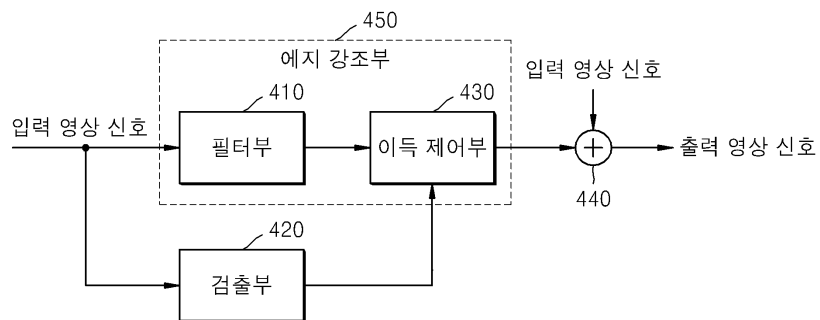 450
에지 강조부
입력 영상 신호
410
430
입력 영상 신호
필터부
이득 제어부
+
출력 영상 신호
440
420
검출부